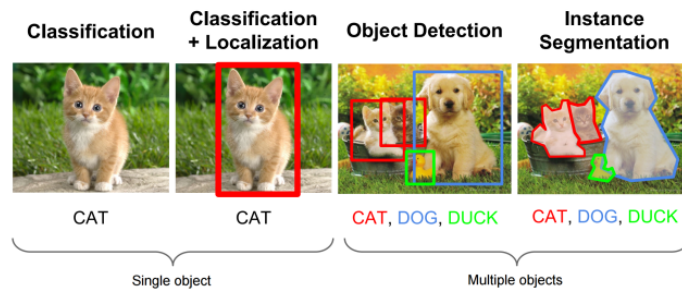 Classification
Classification
+ Localization
Object Detection
Instance
Segmentation
CAT
CAT
CAT, DOG, DUCK
CAT, DOG, DUCK
Single object
Multiple objects